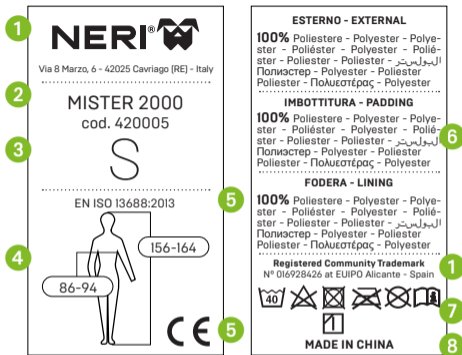 1
NERI®
Via 8 Marzo, 6 - 42025 Cavriago (RE) - Italy
2
MISTER 2000
cod. 420005
3
S
EN ISO 13688:2013
5
4
156-164
86-94
CE
5
ESTERNO - EXTERNAL
100% Poliestere - Polyester - Polye-
ster - Poliéster - Polyester - Polié-
ster - Poliester - البوليستر -
Полиэстер - Polyester - Poliester
Poliester - Πολυεστέρας - Polyester
IMBOTTITURA - PADDING
100% Poliestere - Polyester - Polye-
ster - Poliéster - Polyester - Polié-
ster - Poliester - البوليستر -
Полиэстер - Polyester - Poliester
Poliester - Πολυεστέρας - Polyester
6
FODERA - LINING
100% Poliestere - Polyester - Polye-
ster - Poliéster - Polyester - Polié-
ster - Poliester - البوليستر -
Полиэстер - Polyester - Poliester
Poliester - Πολυεστέρας - Polyester
Registered Community Trademark
N° 016928426 at EUIPO Alicante - Spain
1
40
7
1
MADE IN CHINA
8